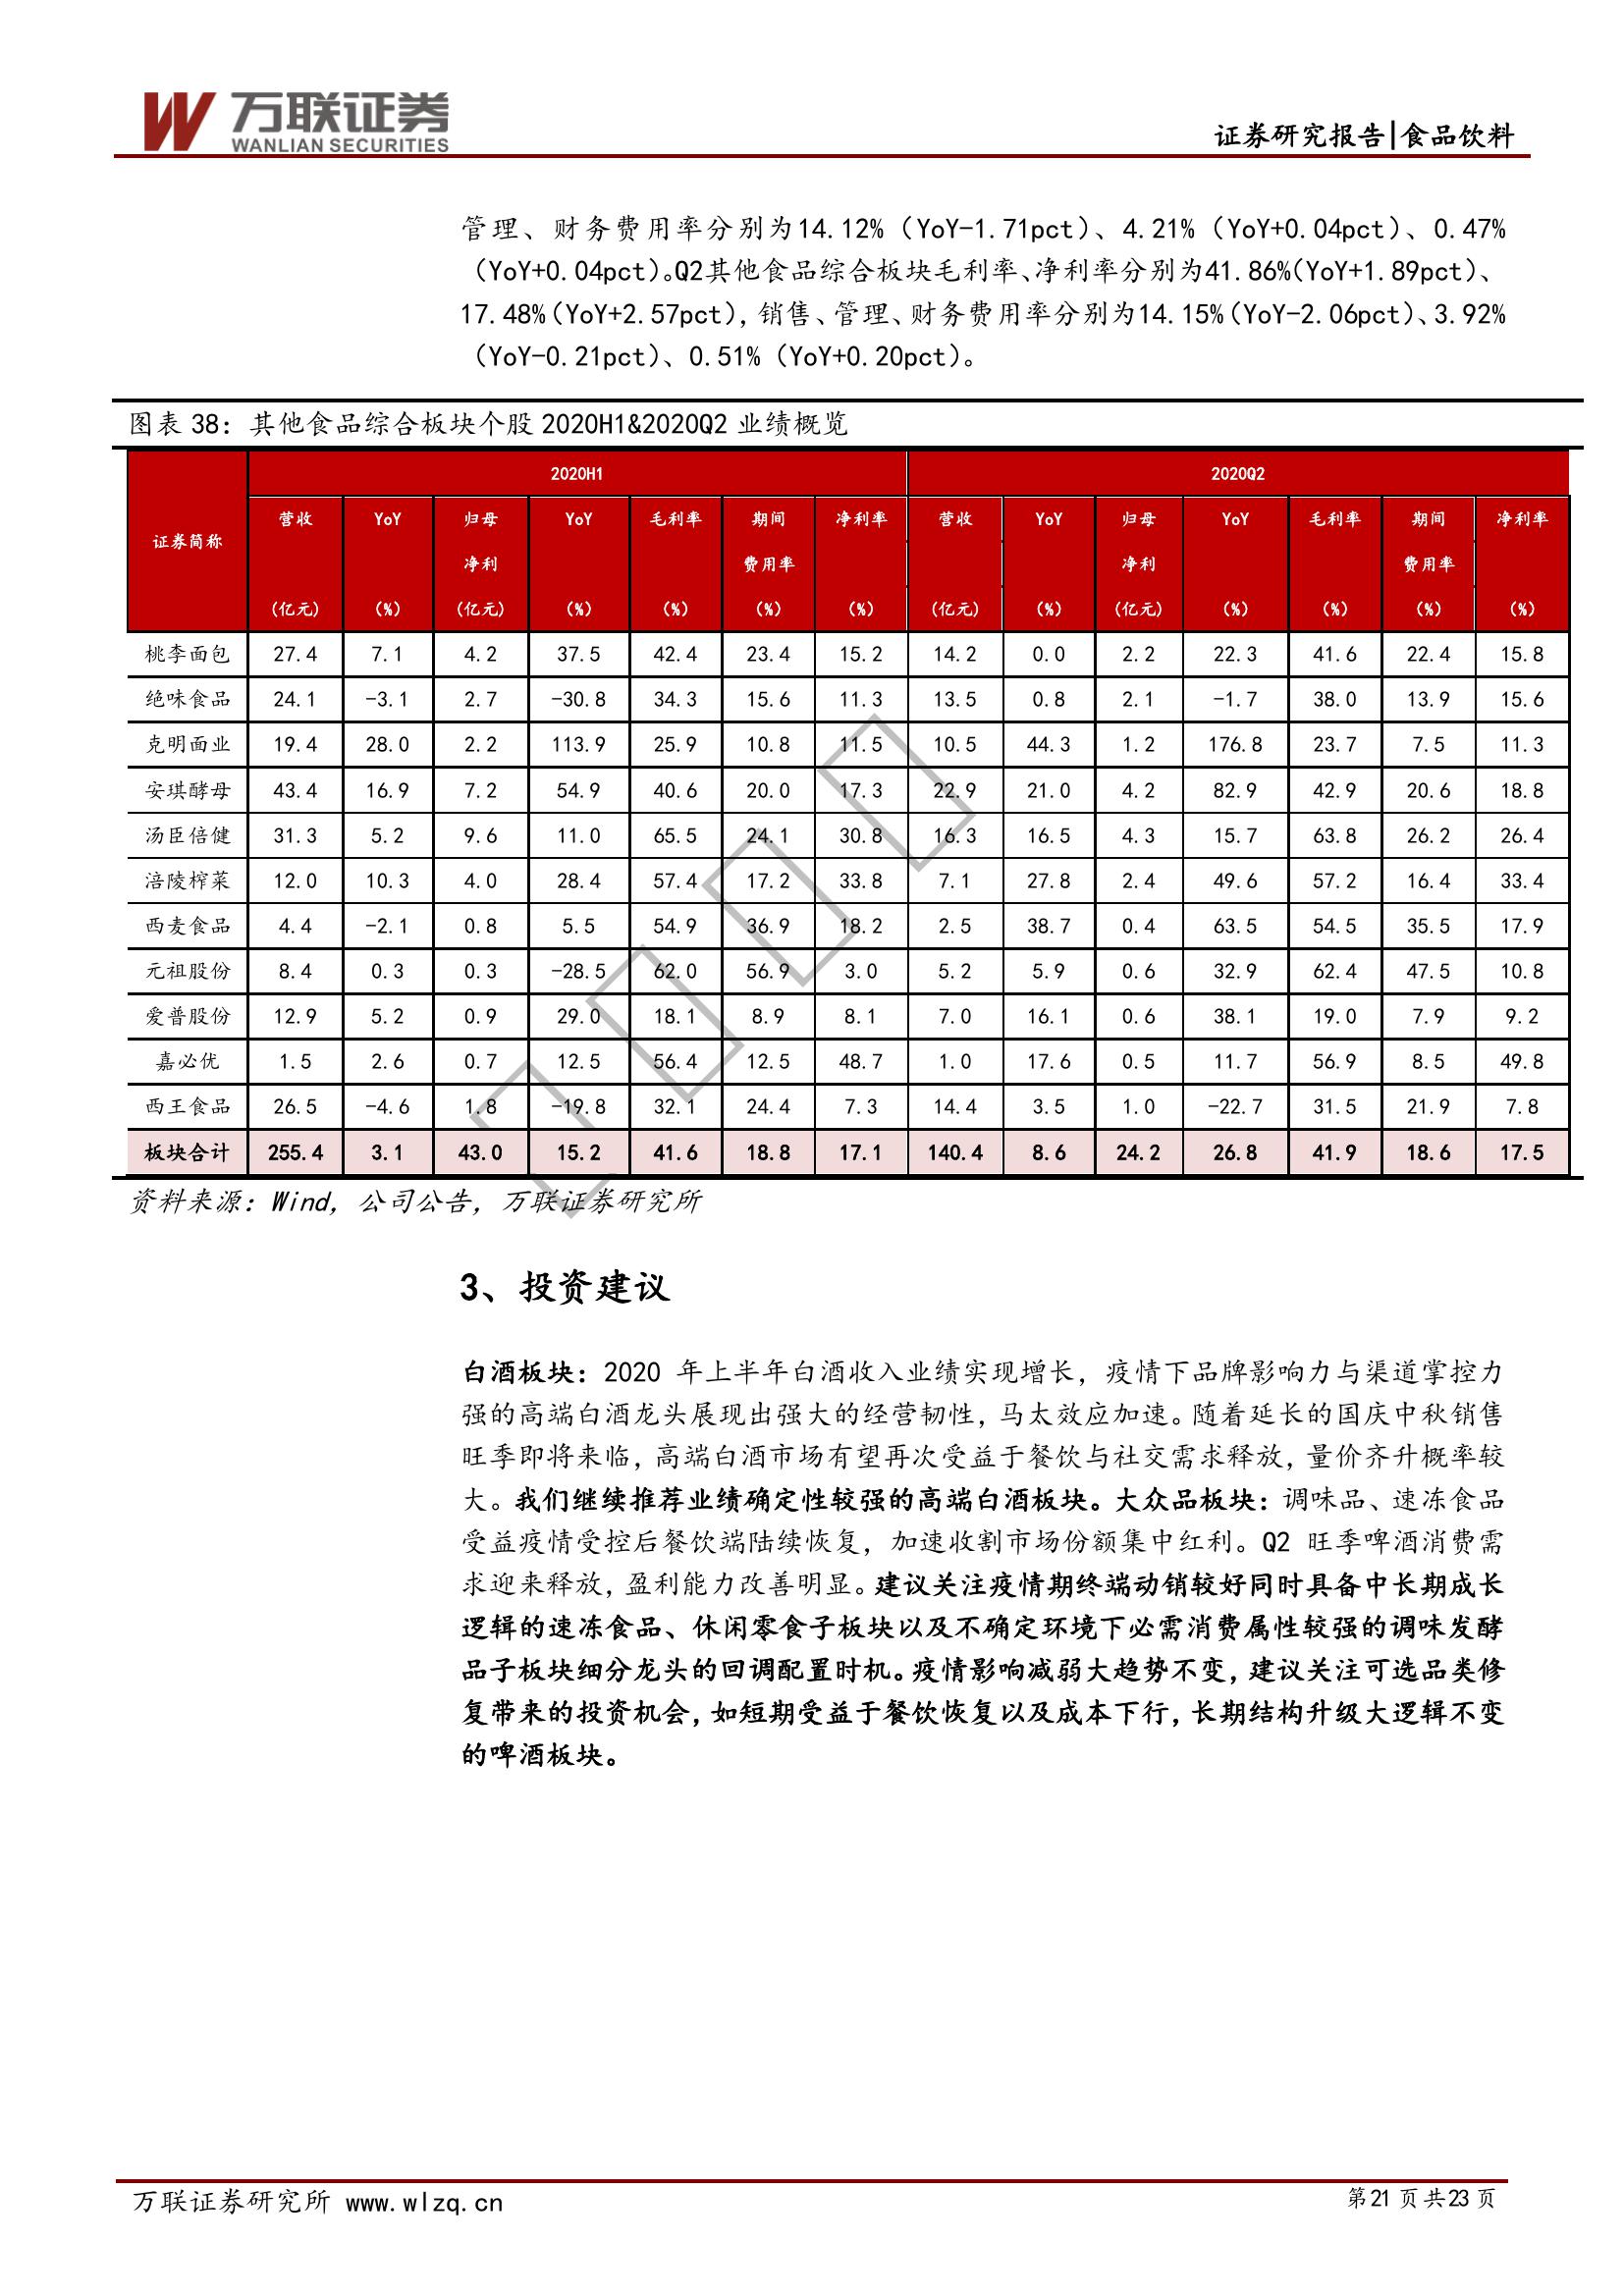 万联证券
WANLIAN SECURITIES
证券研究报告|食品饮料
管理、财务费用率分别为14.12%（YoY-1.71pct）、4.21%（YoY+0.04pct）、0.47%
（YoY+0.04pct）。Q2其他食品综合板块毛利率、净利率分别为41.86%(YoY+1.89pct)、
17.48%(YoY+2.57pct)，销售、管理、财务费用率分别为14.15%(YoY-2.06pct)、3.92%
（YoY-0.21pct）、0.51%（YoY+0.20pct）。
图表 38：其他食品综合板块个股 2020H1&2020Q2 业绩概览
证券简称 2020H1 2020Q2
营收 YoY 归母 YoY 毛利率 期间 净利率 营收 YoY 归母 YoY 毛利率 期间 净利率
净利 费用率 净利 费用率
(亿元) (%) (亿元) (%) (%) (%) (%) (亿元) (%) (亿元) (%) (%) (%) (%)
桃李面包 27.4 7.1 4.2 37.5 42.4 23.4 15.2 14.2 0.0 2.2 22.3 41.6 22.4 15.8
绝味食品 24.1 -3.1 2.7 -30.8 34.3 15.6 11.3 13.5 0.8 2.1 -1.7 38.0 13.9 15.6
克明面业 19.4 28.0 2.2 113.9 25.9 10.8 11.5 10.5 44.3 1.2 176.8 23.7 7.5 11.3
安琪酵母 43.4 16.9 7.2 54.9 40.6 20.0 17.3 22.9 21.0 4.2 82.9 42.9 20.6 18.8
汤臣倍健 31.3 5.2 9.6 11.0 65.5 24.1 30.8 16.3 16.5 4.3 15.7 63.8 26.2 26.4
涪陵榨菜 12.0 10.3 4.0 28.4 57.4 17.2 33.8 7.1 27.8 2.4 49.6 57.2 16.4 33.4
西麦食品 4.4 -2.1 0.8 5.5 54.9 36.9 18.2 2.5 38.7 0.4 63.5 54.5 35.5 17.9
元祖股份 8.4 0.3 0.3 -28.5 62.0 56.9 3.0 5.2 5.9 0.6 32.9 62.4 47.5 10.8
爱普股份 12.9 5.2 0.9 29.0 18.1 8.9 8.1 7.0 16.1 0.6 38.1 19.0 7.9 9.2
嘉必优 1.5 2.6 0.7 12.5 56.4 12.5 48.7 1.0 17.6 0.5 11.7 56.9 8.5 49.8
西王食品 26.5 -4.6 1.8 -19.8 32.1 24.4 7.3 14.4 3.5 1.0 -22.7 31.5 21.9 7.8
板块合计 255.4 3.1 43.0 15.2 41.6 18.8 17.1 140.4 8.6 24.2 26.8 41.9 18.6 17.5
资料来源：Wind，公司公告，万联证券研究所
3、投资建议
白酒板块：2020 年上半年白酒收入业绩实现增长，疫情下品牌影响力与渠道掌控力
强的高端白酒龙头展现出强大的经营韧性，马太效应加速。随着延长的国庆中秋销售
旺季即将来临，高端白酒市场有望再次受益于餐饮与社交需求释放，量价齐升概率较
大。我们继续推荐业绩确定性较强的高端白酒板块。大众品板块：调味品、速冻食品
受益疫情受控后餐饮端陆续恢复，加速收割市场份额集中红利。Q2 旺季啤酒消费需
求迎来释放，盈利能力改善明显。建议关注疫情期终端动销较好同时具备中长期成长
逻辑的速冻食品、休闲零食子板块以及不确定环境下必需消费属性较强的调味发酵
品子板块细分龙头的回调配置时机。疫情影响减弱大趋势不变，建议关注可选品类修
复带来的投资机会，如短期受益于餐饮恢复以及成本下行，长期结构升级大逻辑不变
的啤酒板块。
万联证券研究所 www.wlzq.cn
第21 页 共23 页